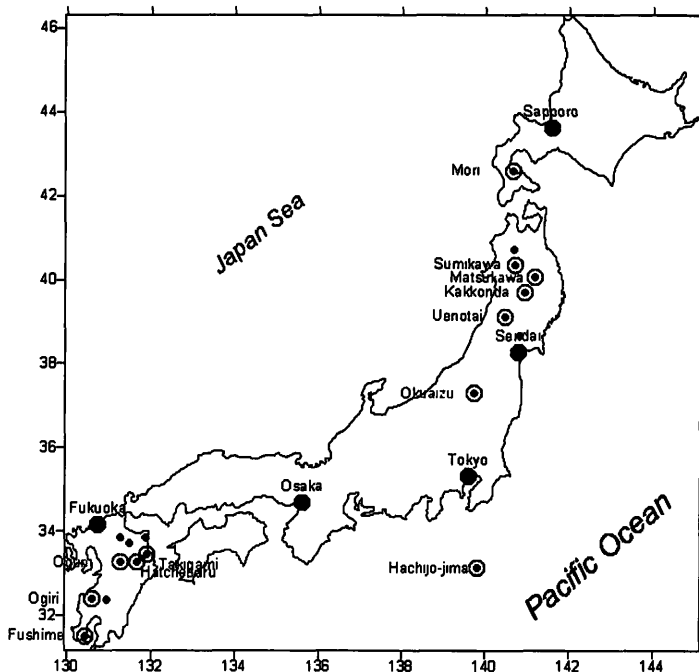 46
44
Sapporo
Mori
42
Japan Sea
Sumikawa
40
Matsukawa
Kakkonda
Uenotai
Sendai
38
Okuaizu
36
Tokyo
Osaka
Fukuoka
34
Takigami
Hatchobaru
Hachijo-jima
Pacific Ocean
Ogiri
32
Fushime
130
132
134
136
138
140
142
144